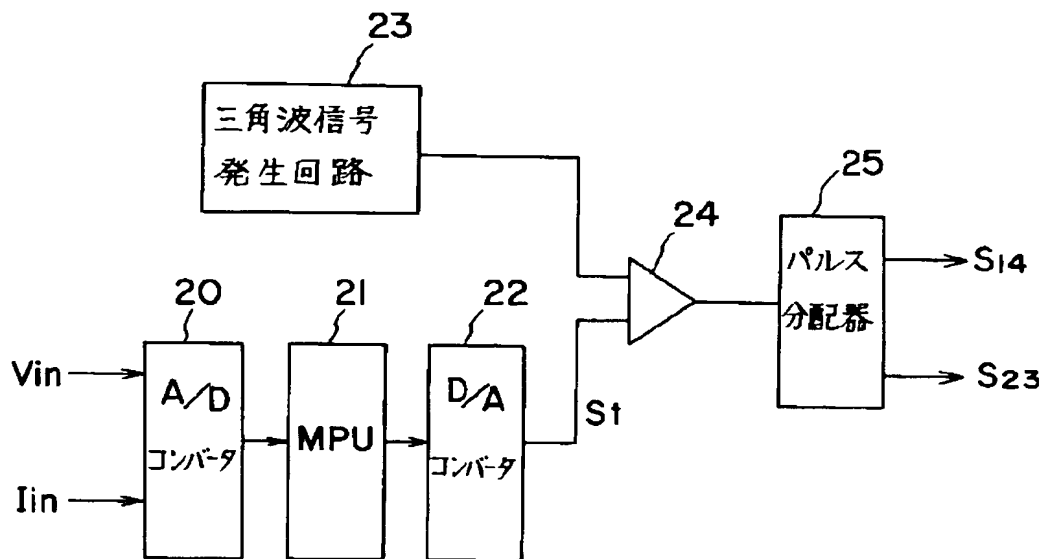 23
三角波信号
発生回路
24
25
パルス
分配器
S14
S23
20
21
22
Vin
Iin
A/D
コンバータ
MPU
D/A
コンバータ
St